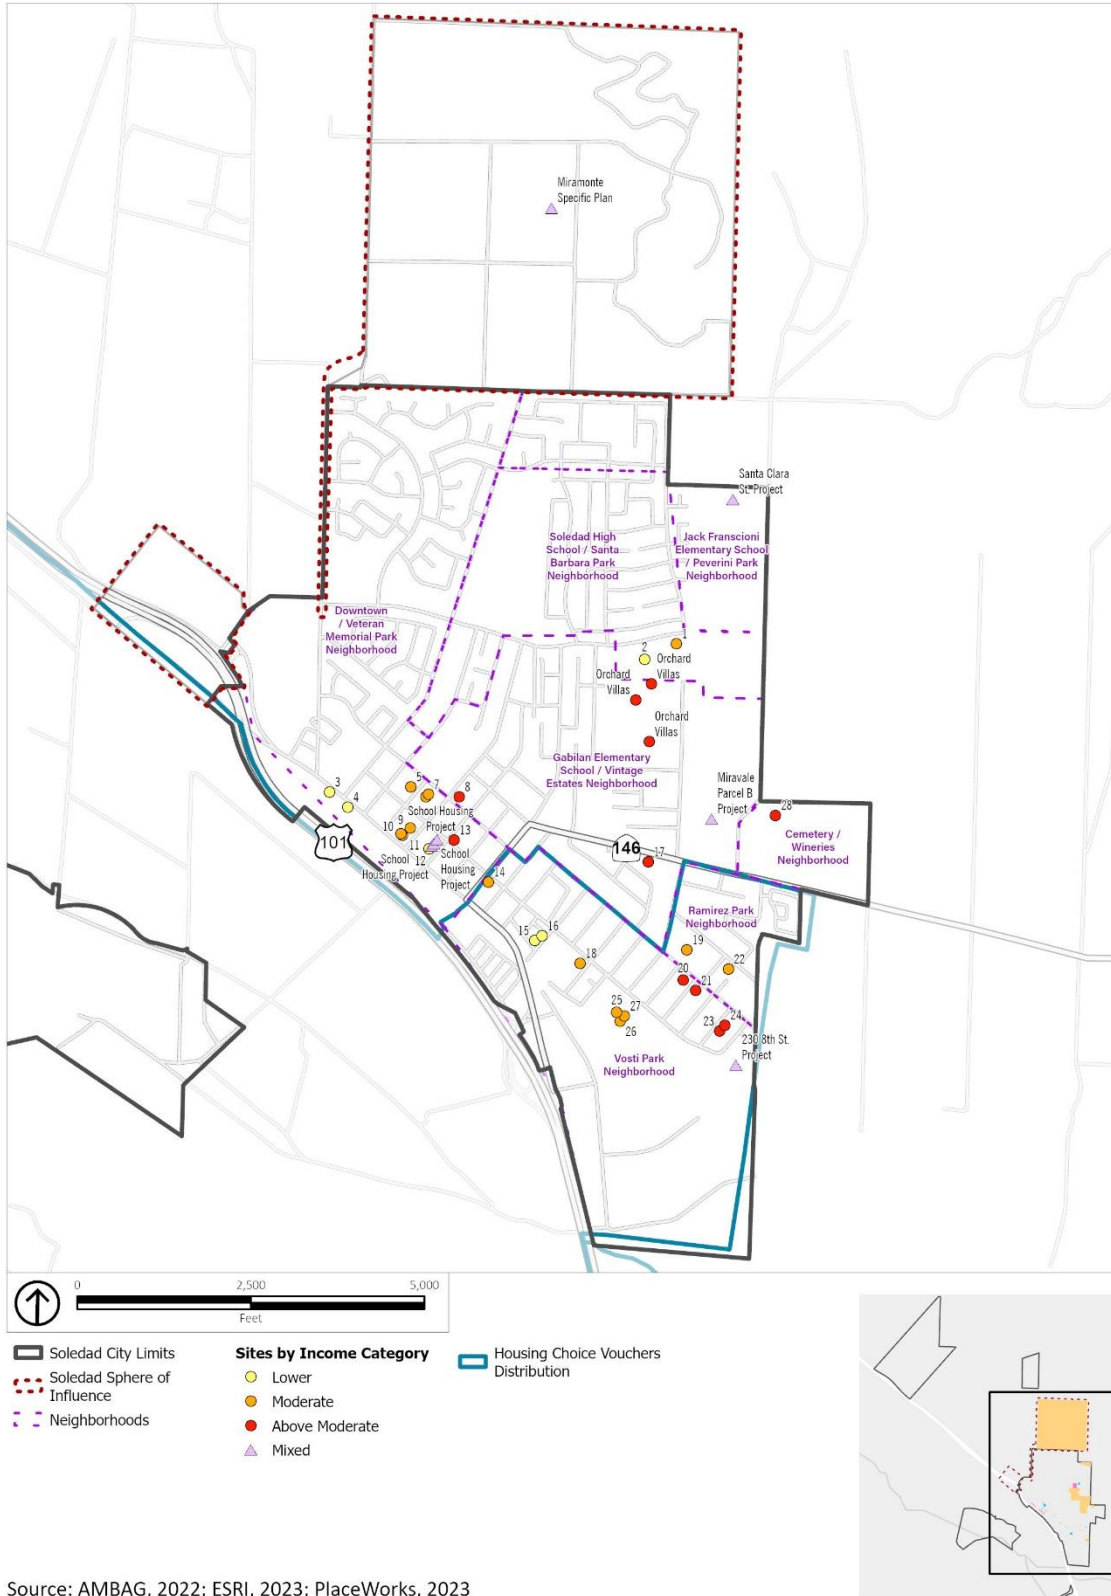 Miramonte
Specific Plan
Santa Clara
St. Project
Soledad High
School / Santa
Barbara Park
Neighborhood
Jack Franscioni
Elementary School
/ Peverini Park
Neighborhood
Downtown
/ Veteran
Memorial Park
Neighborhood
1
2
Orchard
Villas
Orchard
Villas
Orchard
Villas
Gabilan Elementary
School / Vintage
Estates Neighborhood
Miravale
Parcel B
Project
3
4
5
7
8
28
Cemetery /
Wineries
Neighborhood
School Housing
Project
9
10
11
12
13
101
School
Housing Project
School
Housing
Project
146
17
14
Ramirez Park
Neighborhood
15
16
18
19
20
21
22
25
27
26
23
24
230 8th St.
Project
Vosti Park
Neighborhood
0
2,500
5,000
Feet
Soledad City Limits
Soledad Sphere of
Influence
Neighborhoods
Sites by Income Category
Lower
Moderate
Above Moderate
Mixed
Housing Choice Vouchers
Distribution
Source: AMBAG, 2022; ESRI, 2023; PlaceWorks, 2023